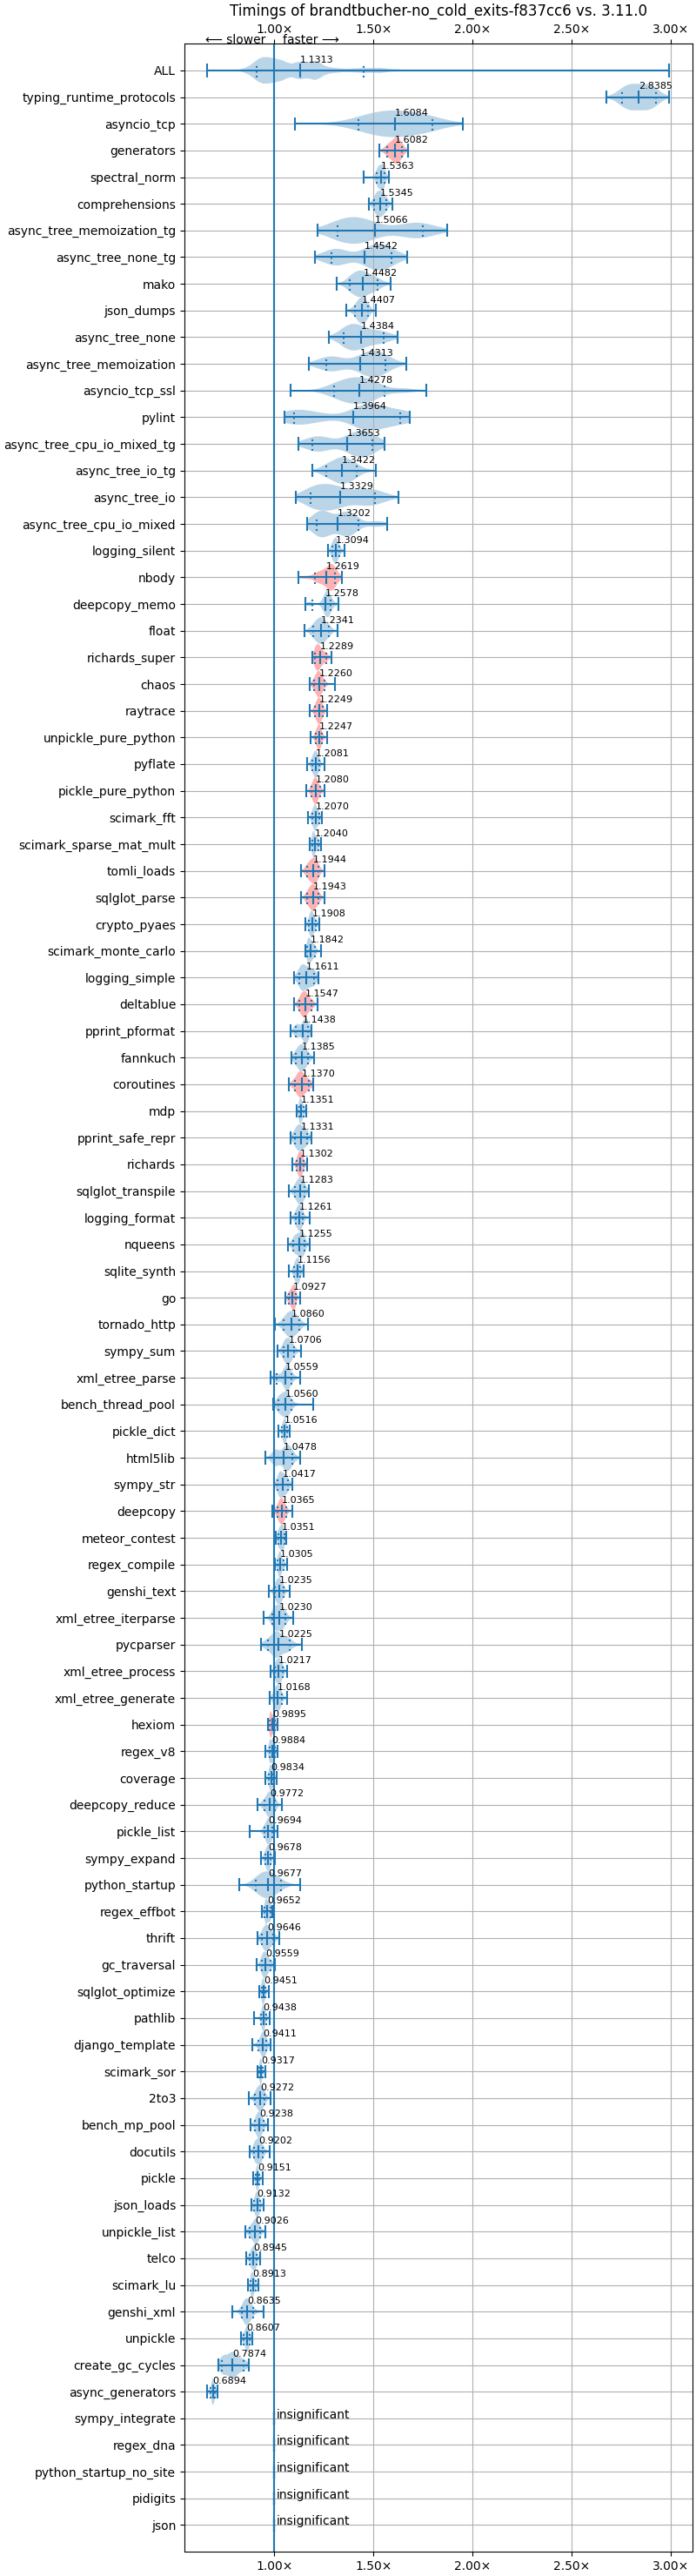 Timings of brandtbucher-no_cold_exits-f837cc6 vs. 3.11.0
1.00× 1.50× 2.00× 2.50× 3.00×
⟵ slower faster ⟶
ALL 1.1313
typing_runtime_protocols 2.8385
asyncio_tcp 1.6084
generators 1.6082
spectral_norm 1.5363
comprehensions 1.5345
async_tree_memoization_tg 1.5066
async_tree_none_tg 1.4542
mako 1.4482
json_dumps 1.4407
async_tree_none 1.4384
async_tree_memoization 1.4313
asyncio_tcp_ssl 1.4278
pylint 1.3964
async_tree_cpu_io_mixed_tg 1.3653
async_tree_io_tg 1.3422
async_tree_io 1.3329
async_tree_cpu_io_mixed 1.3202
logging_silent 1.3094
nbody 1.2619
deepcopy_memo 1.2578
float 1.2341
richards_super 1.2289
chaos 1.2260
raytrace 1.2249
unpickle_pure_python 1.2247
pyflate 1.2081
pickle_pure_python 1.2080
scimark_fft 1.2070
scimark_sparse_mat_mult 1.2040
tomli_loads 1.1944
sqlglot_parse 1.1943
crypto_pyaes 1.1908
scimark_monte_carlo 1.1842
logging_simple 1.1611
deltablue 1.1547
pprint_pformat 1.1438
fannkuch 1.1385
coroutines 1.1370
mdp 1.1351
pprint_safe_repr 1.1331
richards 1.1302
sqlglot_transpile 1.1283
logging_format 1.1261
nqueens 1.1255
sqlite_synth 1.1156
go 1.0927
tornado_http 1.0860
sympy_sum 1.0706
xml_etree_parse 1.0559
bench_thread_pool 1.0560
pickle_dict 1.0516
html5lib 1.0478
sympy_str 1.0417
deepcopy 1.0365
meteor_contest 1.0351
regex_compile 1.0305
genshi_text 1.0235
xml_etree_iterparse 1.0230
pycparser 1.0225
xml_etree_process 1.0217
xml_etree_generate 1.0168
hexiom 0.9895
regex_v8 0.9884
coverage 0.9834
deepcopy_reduce 0.9772
pickle_list 0.9694
sympy_expand 0.9678
python_startup 0.9677
regex_effbot 0.9652
thrift 0.9646
gc_traversal 0.9559
sqlglot_optimize 0.9451
pathlib 0.9438
django_template 0.9411
scimark_sor 0.9317
2to3 0.9272
bench_mp_pool 0.9238
docutils 0.9202
pickle 0.9151
json_loads 0.9132
unpickle_list 0.9026
telco 0.8945
scimark_lu 0.8913
genshi_xml 0.8635
unpickle 0.8607
create_gc_cycles 0.7874
async_generators 0.6894
sympy_integrate insignificant
regex_dna insignificant
python_startup_no_site insignificant
pidigits insignificant
json insignificant
1.00× 1.50× 2.00× 2.50× 3.00×